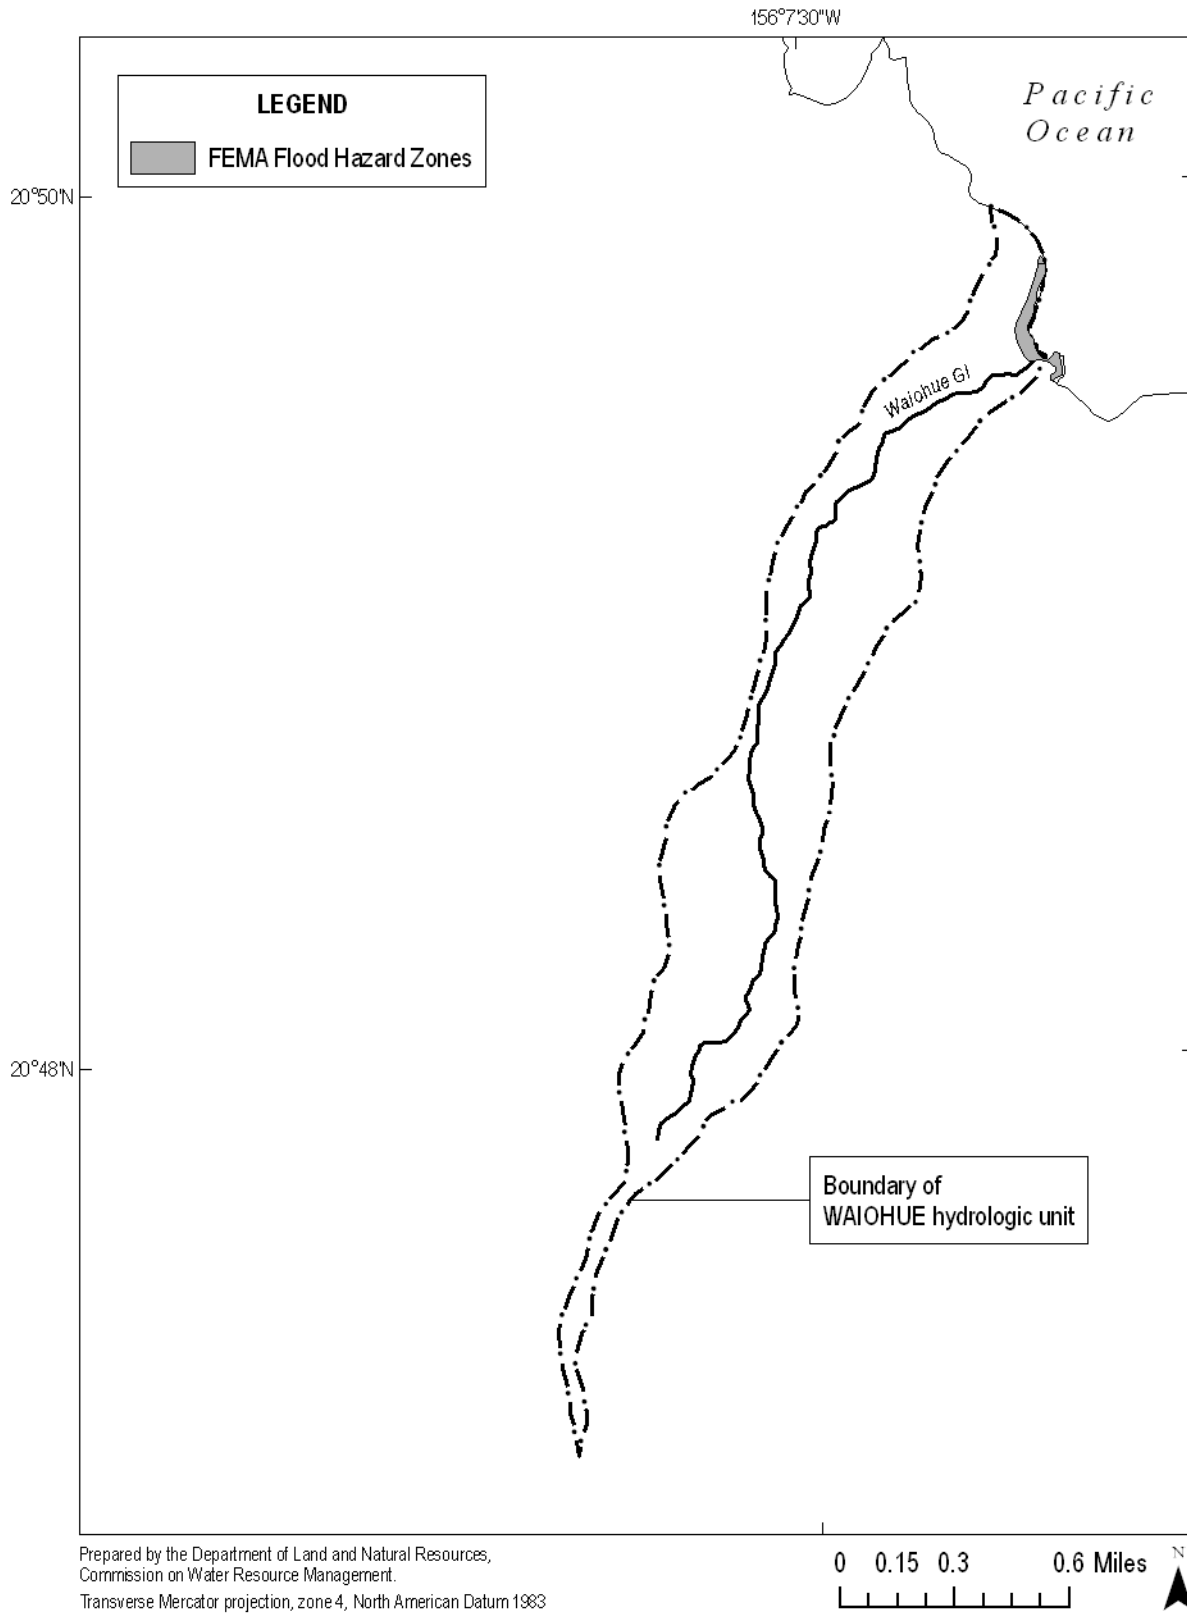 156°7'30"W
LEGEND
FEMA Flood Hazard Zones
Pacific
Ocean
20°50'N
Waiohue Gl
20°48'N
Boundary of
WAIOHUE hydrologic unit
Prepared by the Department of Land and Natural Resources,
Commission on Water Resource Management.
Transverse Mercator projection, zone 4, North American Datum 1983
0 0.15 0.3 0.6 Miles
N